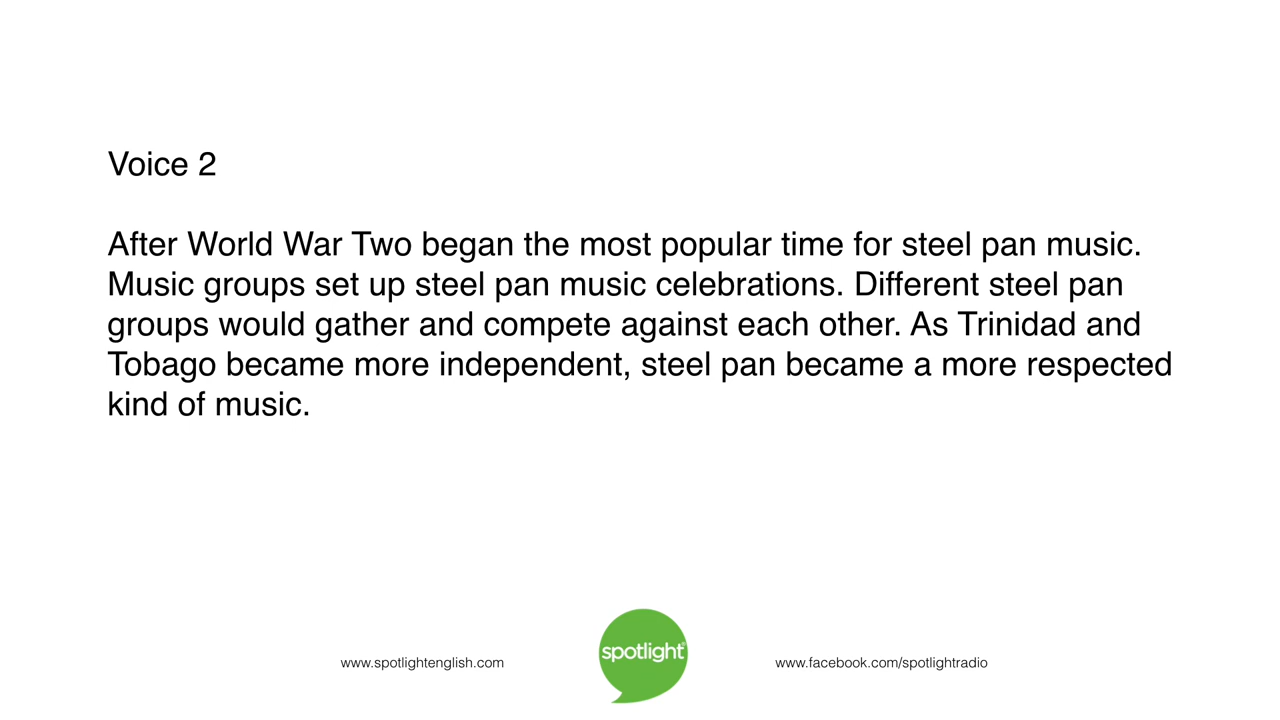 Voice 2
After World War Two began the most popular time for steel pan music.
Music groups set up steel pan music celebrations. Different steel pan
groups would gather and compete against each other. As Trinidad and
Tobago became more independent, steel pan became a more respected
kind of music.
www.spotlightenglish.com
spotlight®
www.facebook.com/spotlightradio